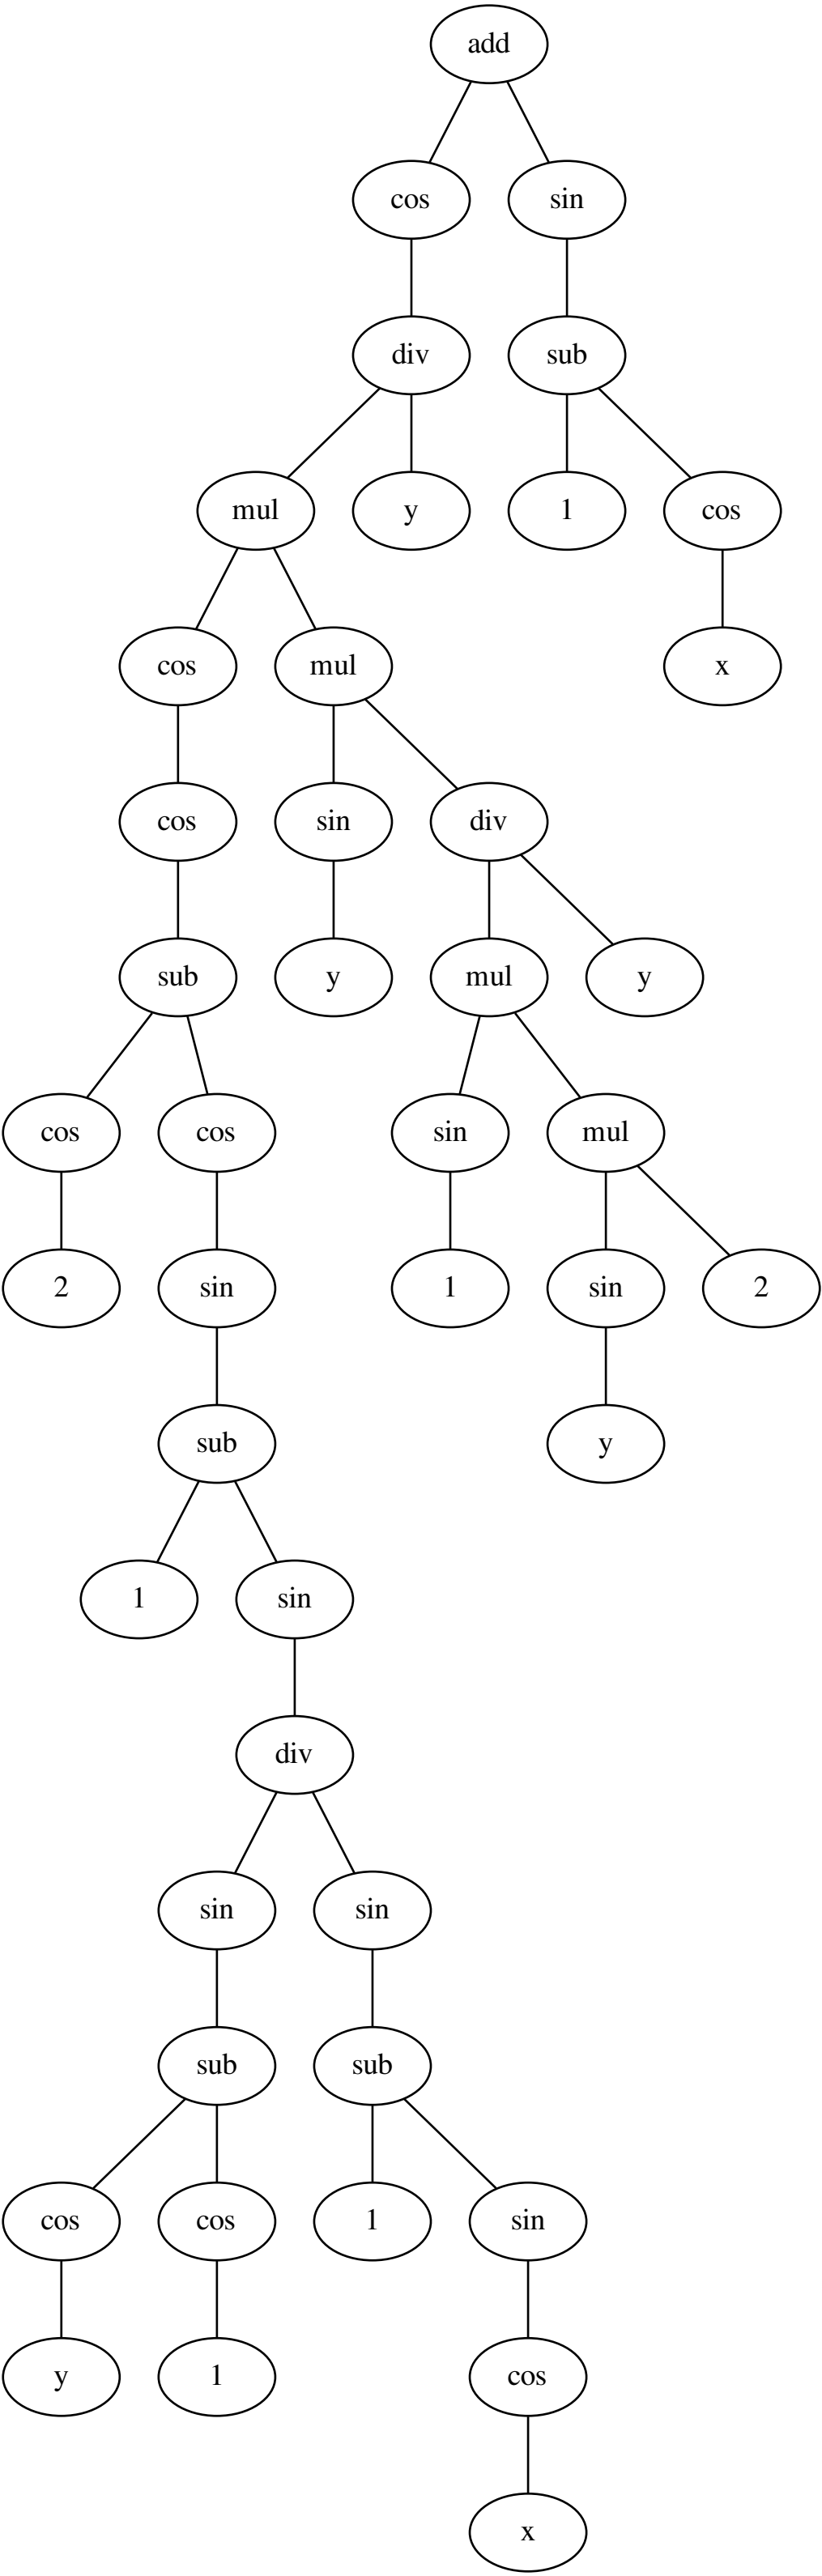 add
cos sin
div sub
mul y 1 cos
cos mul x
cos sin div
sub y mul y
cos cos sin mul
2 sin 1 sin 2
sub y
1 sin
div
sin sin
sub sub
cos cos 1 sin
y 1 cos
x